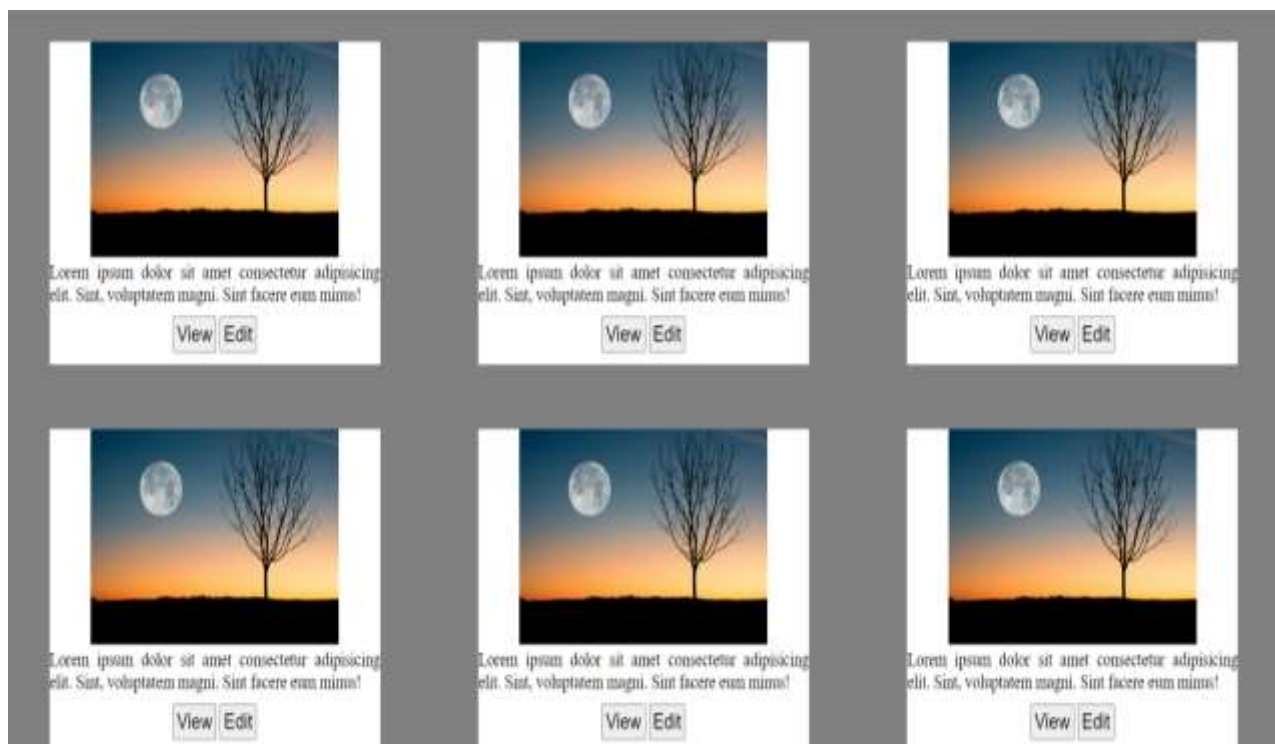 Lorem ipsum dolor sit amet consectetur adipisicing
elit. Sint, voluptatem magni. Sint facere eum minus!
View Edit
Lorem ipsum dolor sit amet consectetur adipisicing
elit. Sint, voluptatem magni. Sint facere eum minus!
View Edit
Lorem ipsum dolor sit amet consectetur adipisicing
elit. Sint, voluptatem magni. Sint facere eum minus!
View Edit
Lorem ipsum dolor sit amet consectetur adipisicing
elit. Sint, voluptatem magni. Sint facere eum minus!
View Edit
Lorem ipsum dolor sit amet consectetur adipisicing
elit. Sint, voluptatem magni. Sint facere eum minus!
View Edit
Lorem ipsum dolor sit amet consectetur adipisicing
elit. Sint, voluptatem magni. Sint facere eum minus!
View Edit